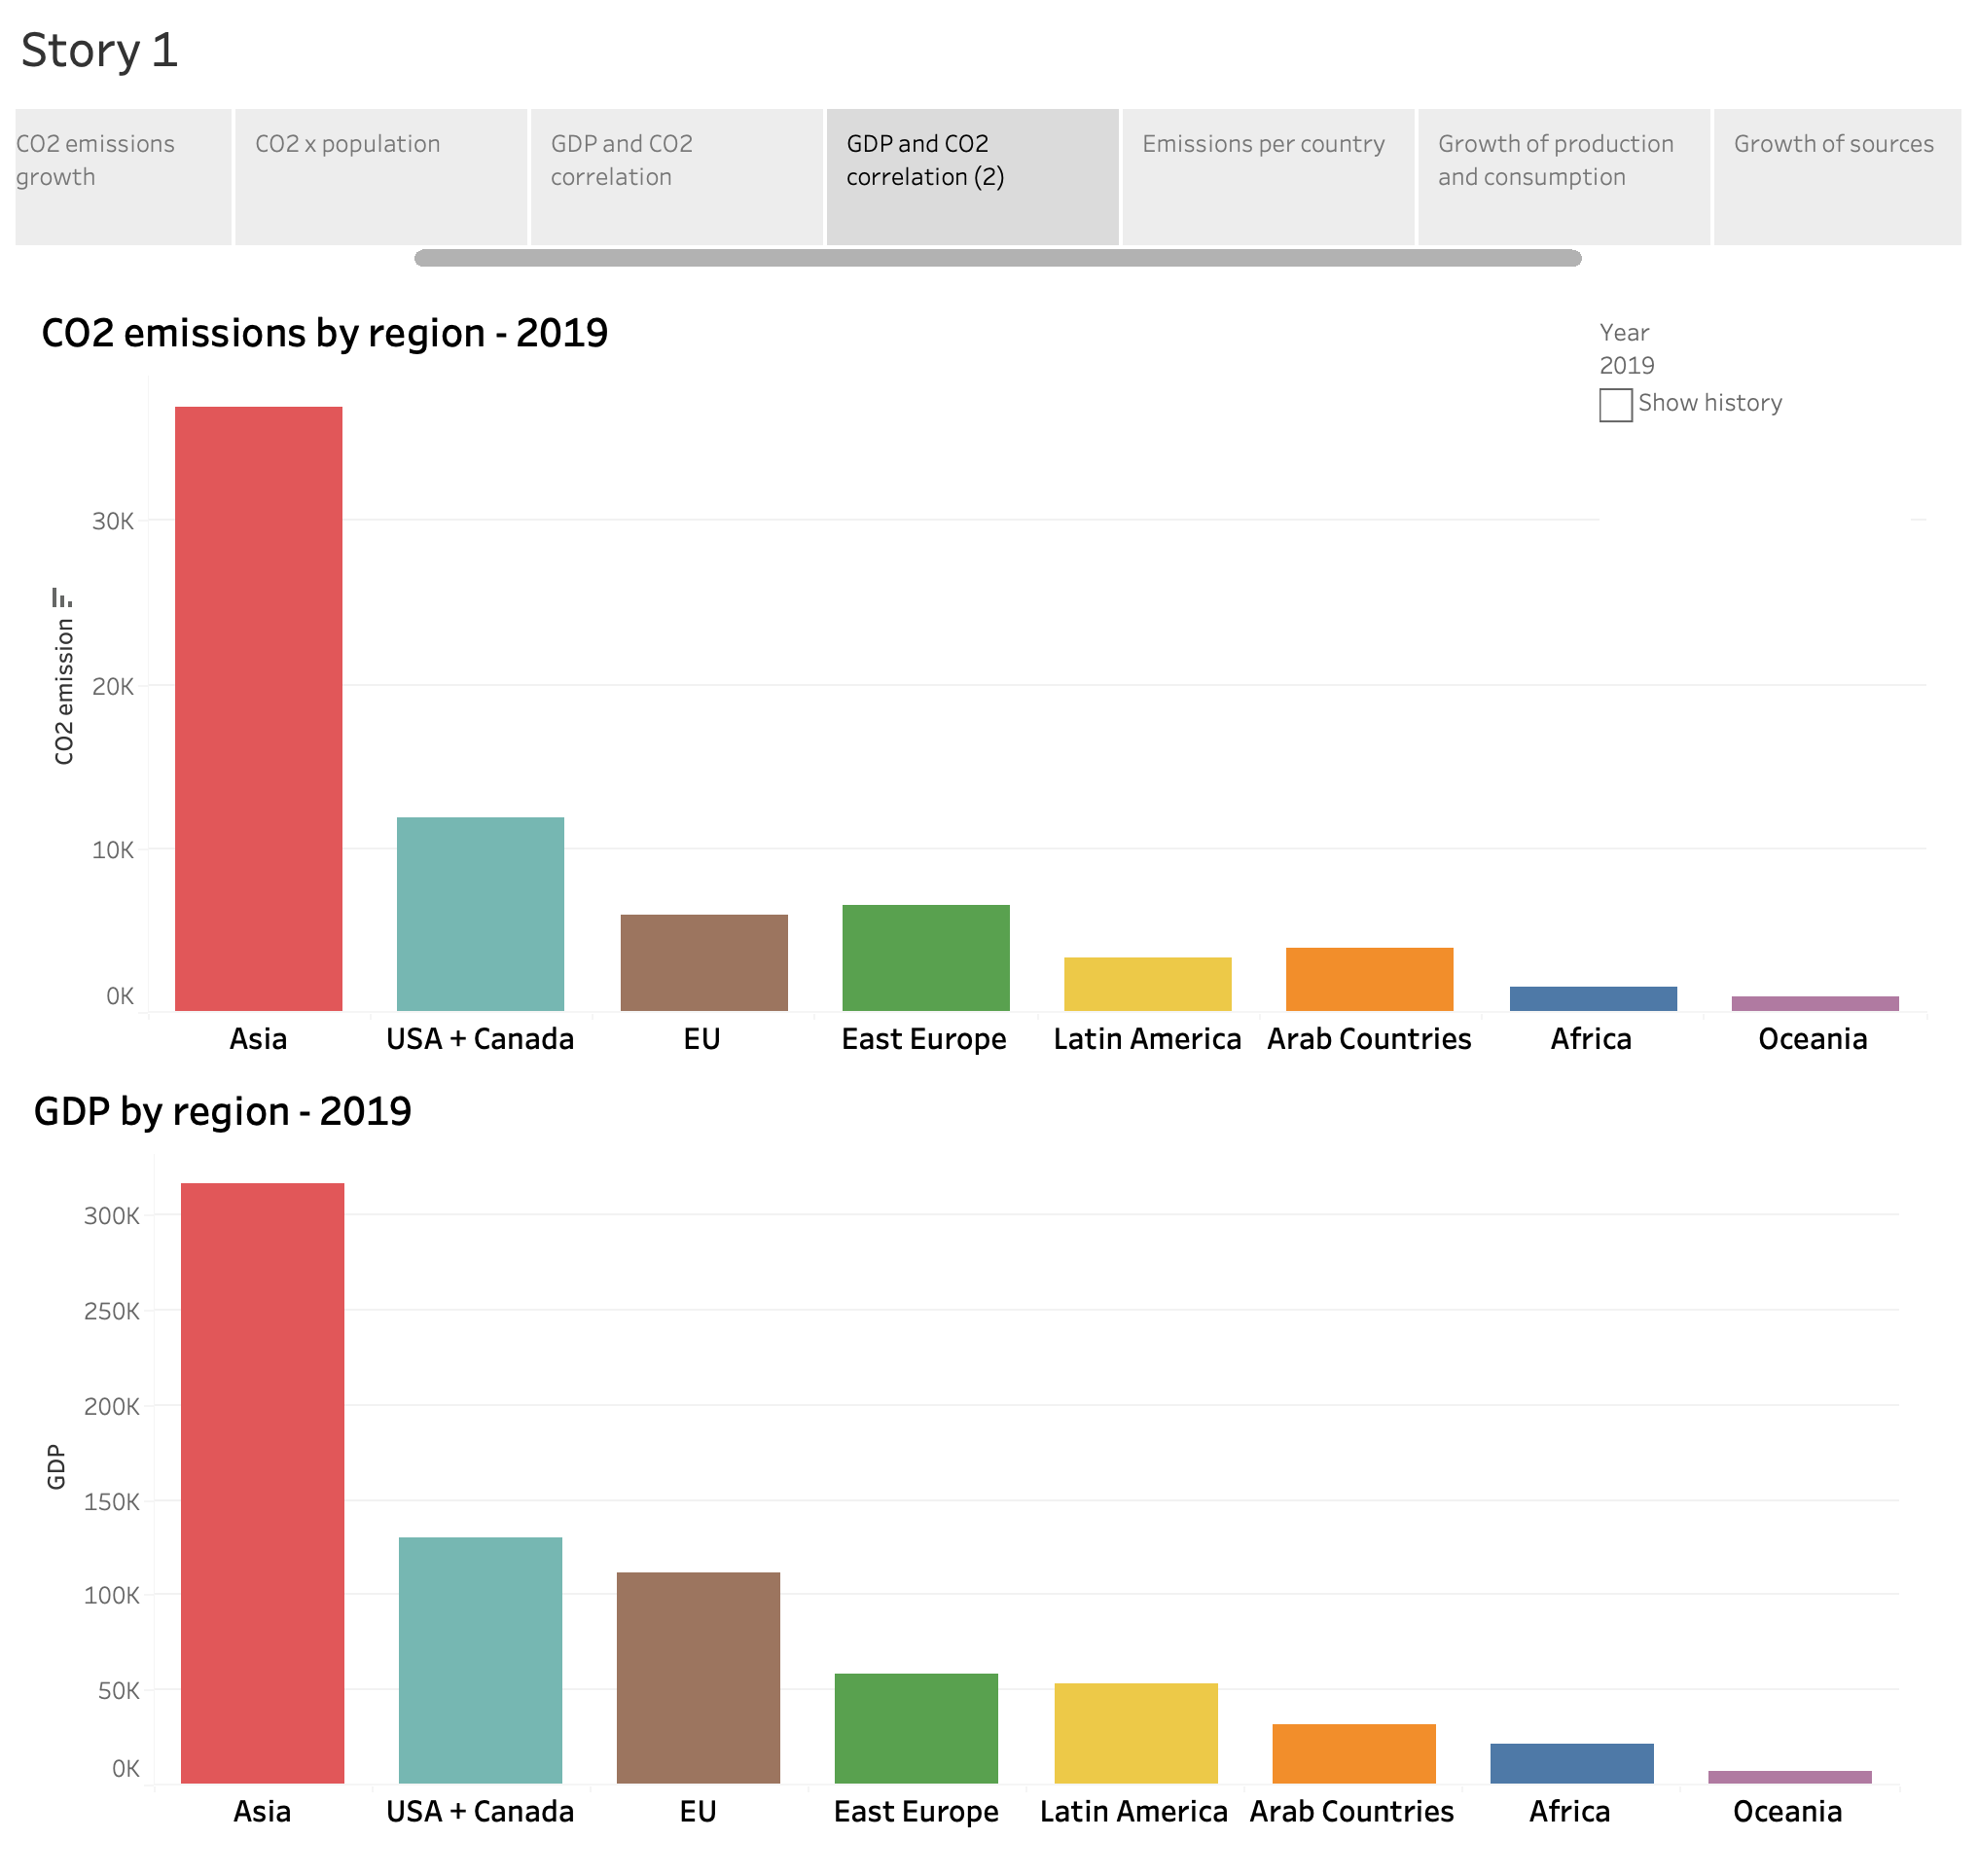 Story 1
CO2 emissions
growth
CO2 x population
GDP and CO2
correlation
GDP and CO2
correlation (2)
Emissions per country
Growth of production
and consumption
Growth of sources
CO2 emissions by region - 2019
Year
2019
Show history
30K
20K
10K
0K
CO2 emission
Asia
USA + Canada
EU
East Europe
Latin America
Arab Countries
Africa
Oceania
GDP by region - 2019
300K
250K
200K
150K
100K
50K
0K
GDP
Asia
USA + Canada
EU
East Europe
Latin America
Arab Countries
Africa
Oceania